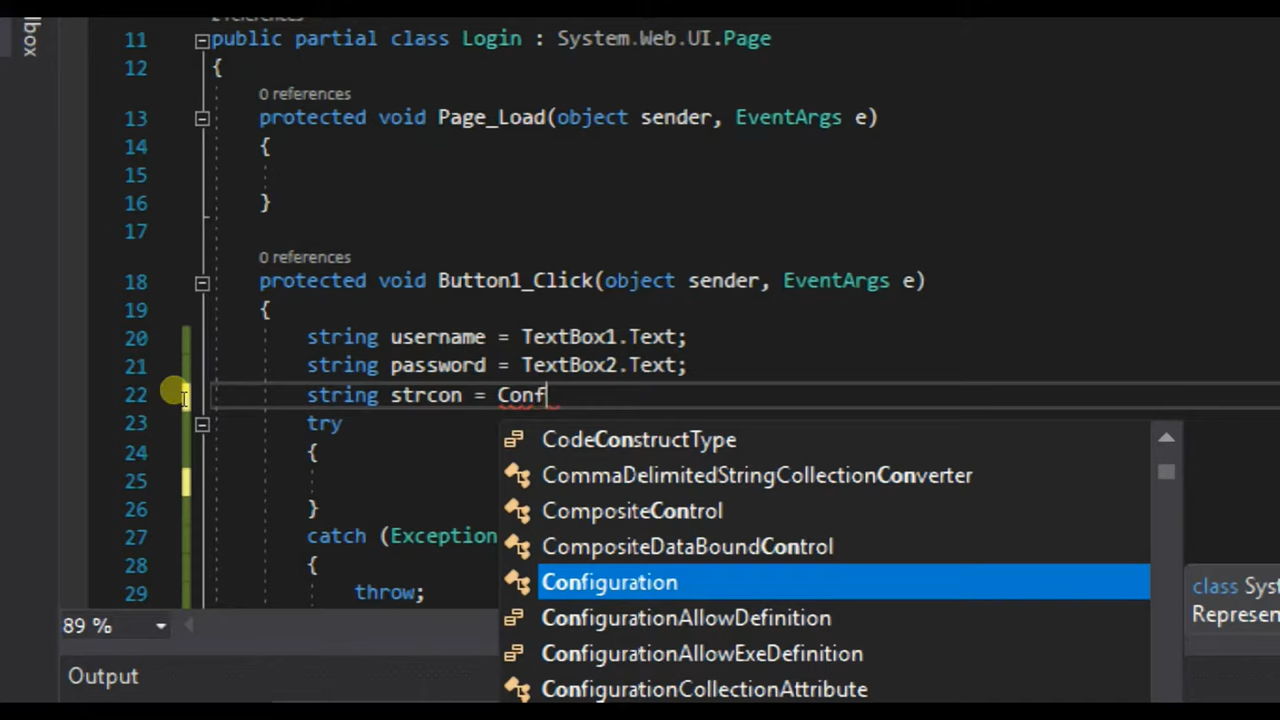 lbox
2 references
11 public partial class Login : System.Web.UI.Page
12 {
0 references
13 protected void Page_Load(object sender, EventArgs e)
14 {
15
16 }
17
0 references
18 protected void Button1_Click(object sender, EventArgs e)
19 {
20 string username = TextBox1.Text;
21 string password = TextBox2.Text;
22 string strcon = Conf
23 try
24 {
25
26 }
27 catch (Exception
28 {
29 throw;
CodeConstructType
CommaDelimitedStringCollectionConverter
CompositeControl
CompositeDataBoundControl
Configuration
ConfigurationAllowDefinition
ConfigurationAllowExeDefinition
ConfigurationCollectionAttribute
class Syst
Represen
89 %
Output